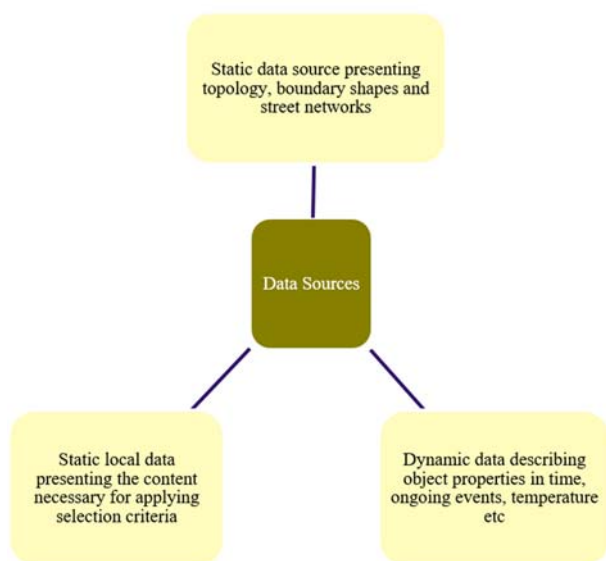 Static data source presenting
topology, boundary shapes and
street networks
Data Sources
Static local data
presenting the content
necessary for applying
selection criteria
Dynamic data describing
object properties in time,
ongoing events, temperature
etc